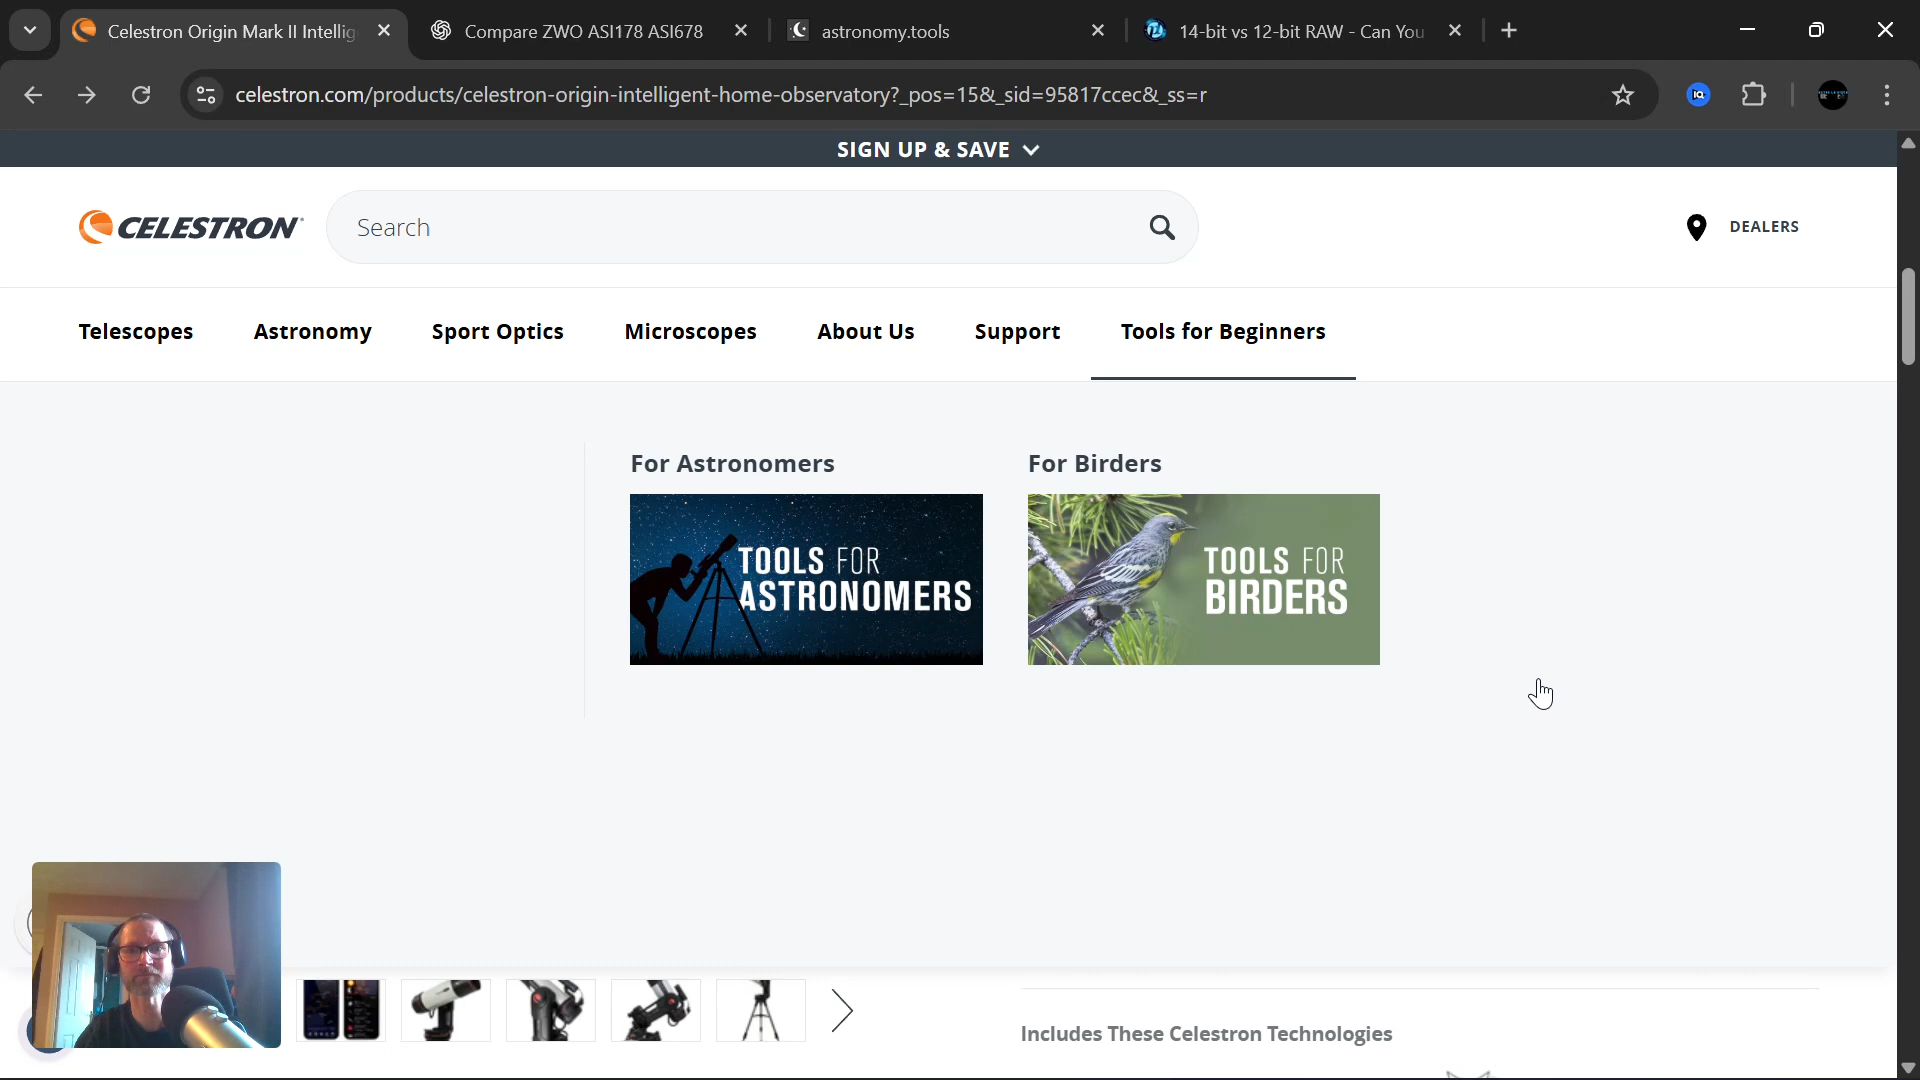 Celestron Origin Mark II Intellig
Compare ZWO ASI178 ASI678
astronomy.tools
14-bit vs 12-bit RAW - Can You
celestron.com/products/celestron-origin-intelligent-home-observatory?_pos=15&_sid=95817ccec&_ss=r
SIGN UP & SAVE
CELESTRON
Search
DEALERS
Telescopes
Astronomy
Sport Optics
Microscopes
About Us
Support
Tools for Beginners
For Astronomers
For Birders
TOOLS FOR
ASTRONOMERS
TOOLS FOR
BIRDERS
Includes These Celestron Technologies